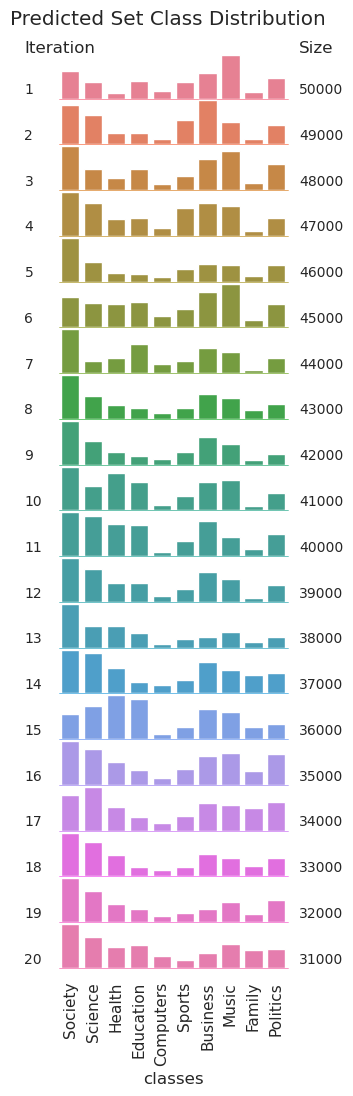 Predicted Set Class Distribution
Iteration Size
1 50000
2 49000
3 48000
4 47000
5 46000
6 45000
7 44000
8 43000
9 42000
10 41000
11 40000
12 39000
13 38000
14 37000
15 36000
16 35000
17 34000
18 33000
19 32000
20 31000
Society
Science
Health
Education
Computers
Sports
Business
Music
Family
Politics
classes